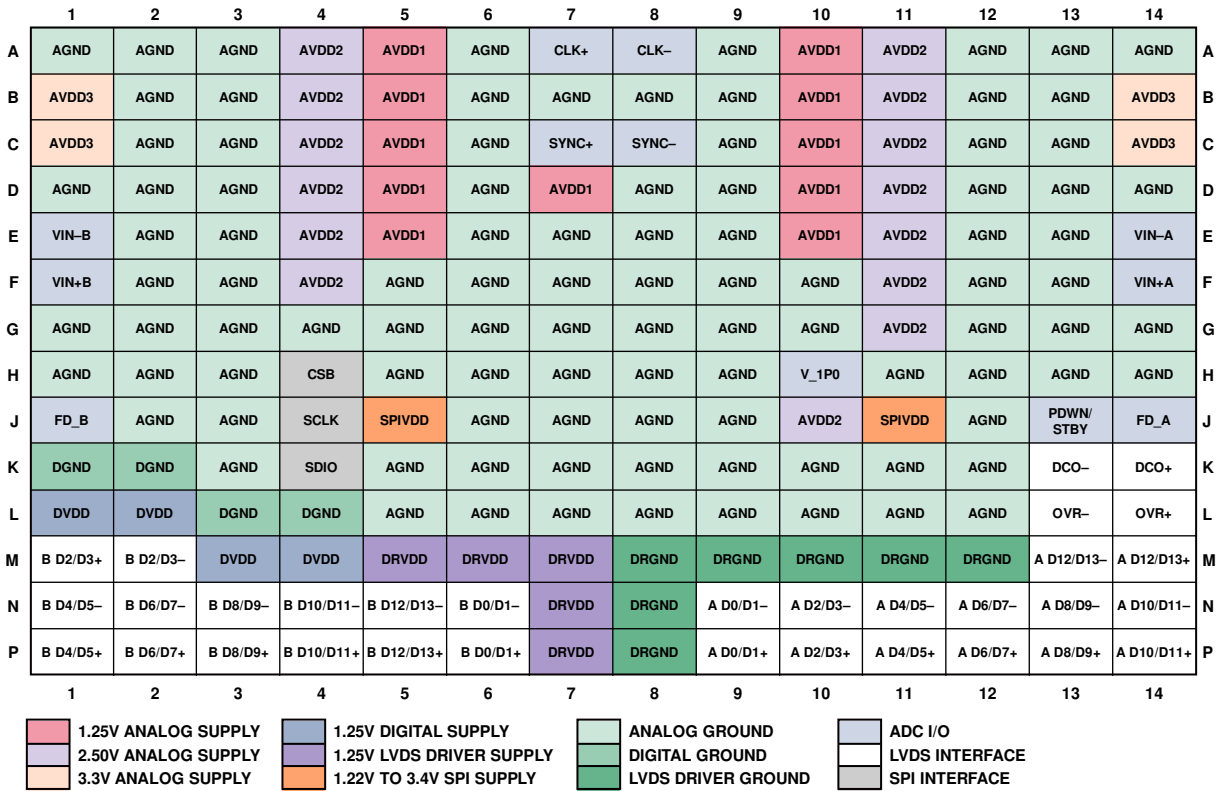 1 2 3 4 5 6 7 8 9 10 11 12 13 14
A AGND AGND AGND AVDD2 AVDD1 AGND CLK+ CLK– AGND AVDD1 AVDD2 AGND AGND AGND A
B AVDD3 AGND AGND AVDD2 AVDD1 AGND AGND AGND AGND AVDD1 AVDD2 AGND AGND AVDD3 B
C AVDD3 AGND AGND AVDD2 AVDD1 AGND SYNC+ SYNC– AGND AVDD1 AVDD2 AGND AGND AVDD3 C
D AGND AGND AGND AVDD2 AVDD1 AGND AVDD1 AGND AGND AVDD1 AVDD2 AGND AGND AGND D
E VIN–B AGND AGND AVDD2 AVDD1 AGND AGND AGND AGND AVDD1 AVDD2 AGND AGND VIN–A E
F VIN+B AGND AGND AVDD2 AGND AGND AGND AGND AGND AGND AVDD2 AGND AGND VIN+A F
G AGND AGND AGND AGND AGND AGND AGND AGND AGND AGND AVDD2 AGND AGND AGND G
H AGND AGND AGND CSB AGND AGND AGND AGND AGND V_1P0 AGND AGND AGND AGND H
J FD_B AGND AGND SCLK SPIVDD AGND AGND AGND AGND AVDD2 SPIVDD AGND PDWN/ STBY FD_A J
K DGND DGND AGND SDIO AGND AGND AGND AGND AGND AGND AGND AGND DCO– DCO+ K
L DVDD DVDD DGND DGND AGND AGND AGND AGND AGND AGND AGND AGND OVR– OVR+ L
M B D2/D3+ B D2/D3– DVDD DVDD DRVDD DRVDD DRVDD DRGND DRGND DRGND DRGND DRGND A D12/D13– A D12/D13+ M
N B D4/D5– B D6/D7– B D8/D9– B D10/D11– B D12/D13– B D0/D1– DRVDD DRGND A D0/D1– A D2/D3– A D4/D5– A D6/D7– A D8/D9– A D10/D11– N
P B D4/D5+ B D6/D7+ B D8/D9+ B D10/D11+ B D12/D13+ B D0/D1+ DRVDD DRGND A D0/D1+ A D2/D3+ A D4/D5+ A D6/D7+ A D8/D9+ A D10/D11+ P
1 2 3 4 5 6 7 8 9 10 11 12 13 14
1.25V ANALOG SUPPLY 1.25V DIGITAL SUPPLY ANALOG GROUND ADC I/O
2.50V ANALOG SUPPLY 1.25V LVDS DRIVER SUPPLY DIGITAL GROUND LVDS INTERFACE
3.3V ANALOG SUPPLY 1.22V TO 3.4V SPI SUPPLY LVDS DRIVER GROUND SPI INTERFACE